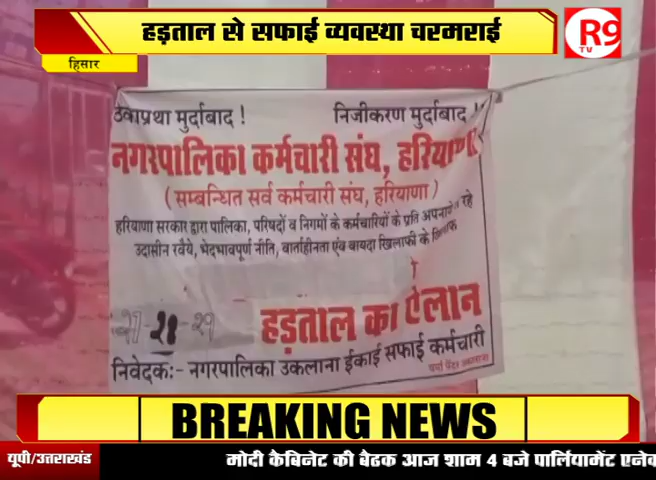 हड़ताल से सफाई व्यवस्था चरमराई
R9
TV
हिसार
ठेकाप्रथा मुर्दाबाद ! निजीकरण मुर्दाबाद !
नगरपालिका कर्मचारी संघ, हरियाणा
( सम्बन्धित सर्व कर्मचारी संघ, हरियाणा )
हरियाणा सरकार द्वारा पालिका, परिषदों व निगमों के कर्मचारियों के प्रति अपनाये जा रहे
उदासीन रवैये, भेदभावपूर्ण नीति, वार्ताहीनता एंव वायदा खिलाफी के खिलाफ
हड़ताल का ऐलान
निवेदक:- नगरपालिका उकलाना ईकाई सफाई कर्मचारी
BREAKING NEWS
यूपी/उत्तराखंड
मोदी कैबिनेट की बैठक आज शाम 4 बजे पार्लियामेंट एनेक